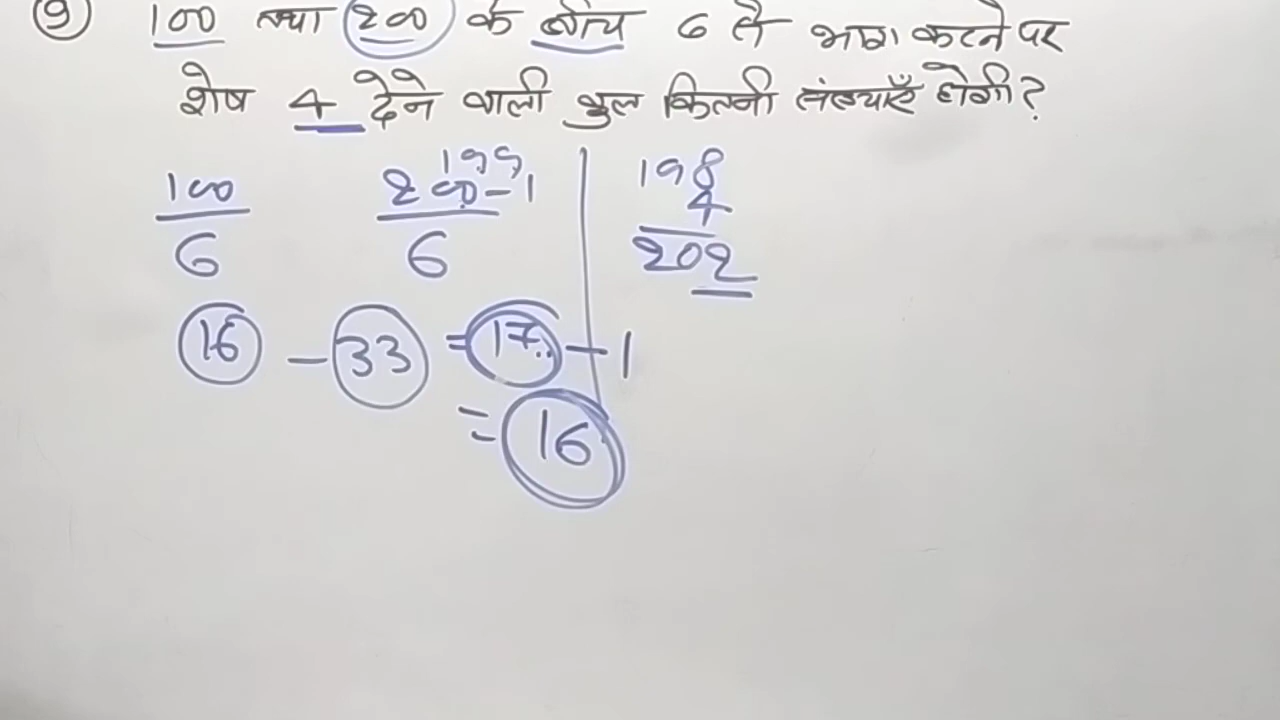 9) 100 तथा 200 के बीच 6 से भाग करने पर
शेष 4 देने वाली कुल कितनी संख्याएँ होगी?
199
100 200-1 198
6 6 4
202
16 - 33 = 17 - 1
= 16